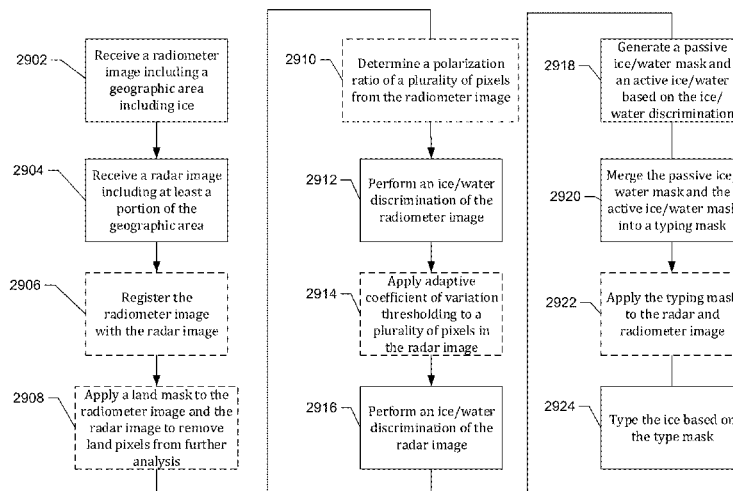 2902
Receive a radiometer
image including a
geographic area
including ice
2904
Receive a radar image
including at least a
portion of the
geographic area
2906
Register the
radiometer image
with the radar image
2908
Apply a land mask to the
radiometer image and the
radar image to remove
land pixels from further
analysis
2910
Determine a polarization
ratio of a plurality of pixels
from the radiometer image
2912
Perform an ice/water
discrimination of the
radiometer image
2914
Apply adaptive
coefficient of variation
thresholding to a
plurality of pixels in
the radar image
2916
Perform an ice/water
discrimination of the
radar image
2918
Generate a passive
ice/water mask and
an active ice/water
based on the ice/
water discrimination
2920
Merge the passive ice/
water mask and the
active ice/water mask
into a typing mask
2922
Apply the typing mask
to the radar and
radiometer image
2924
Type the ice based on
the type mask